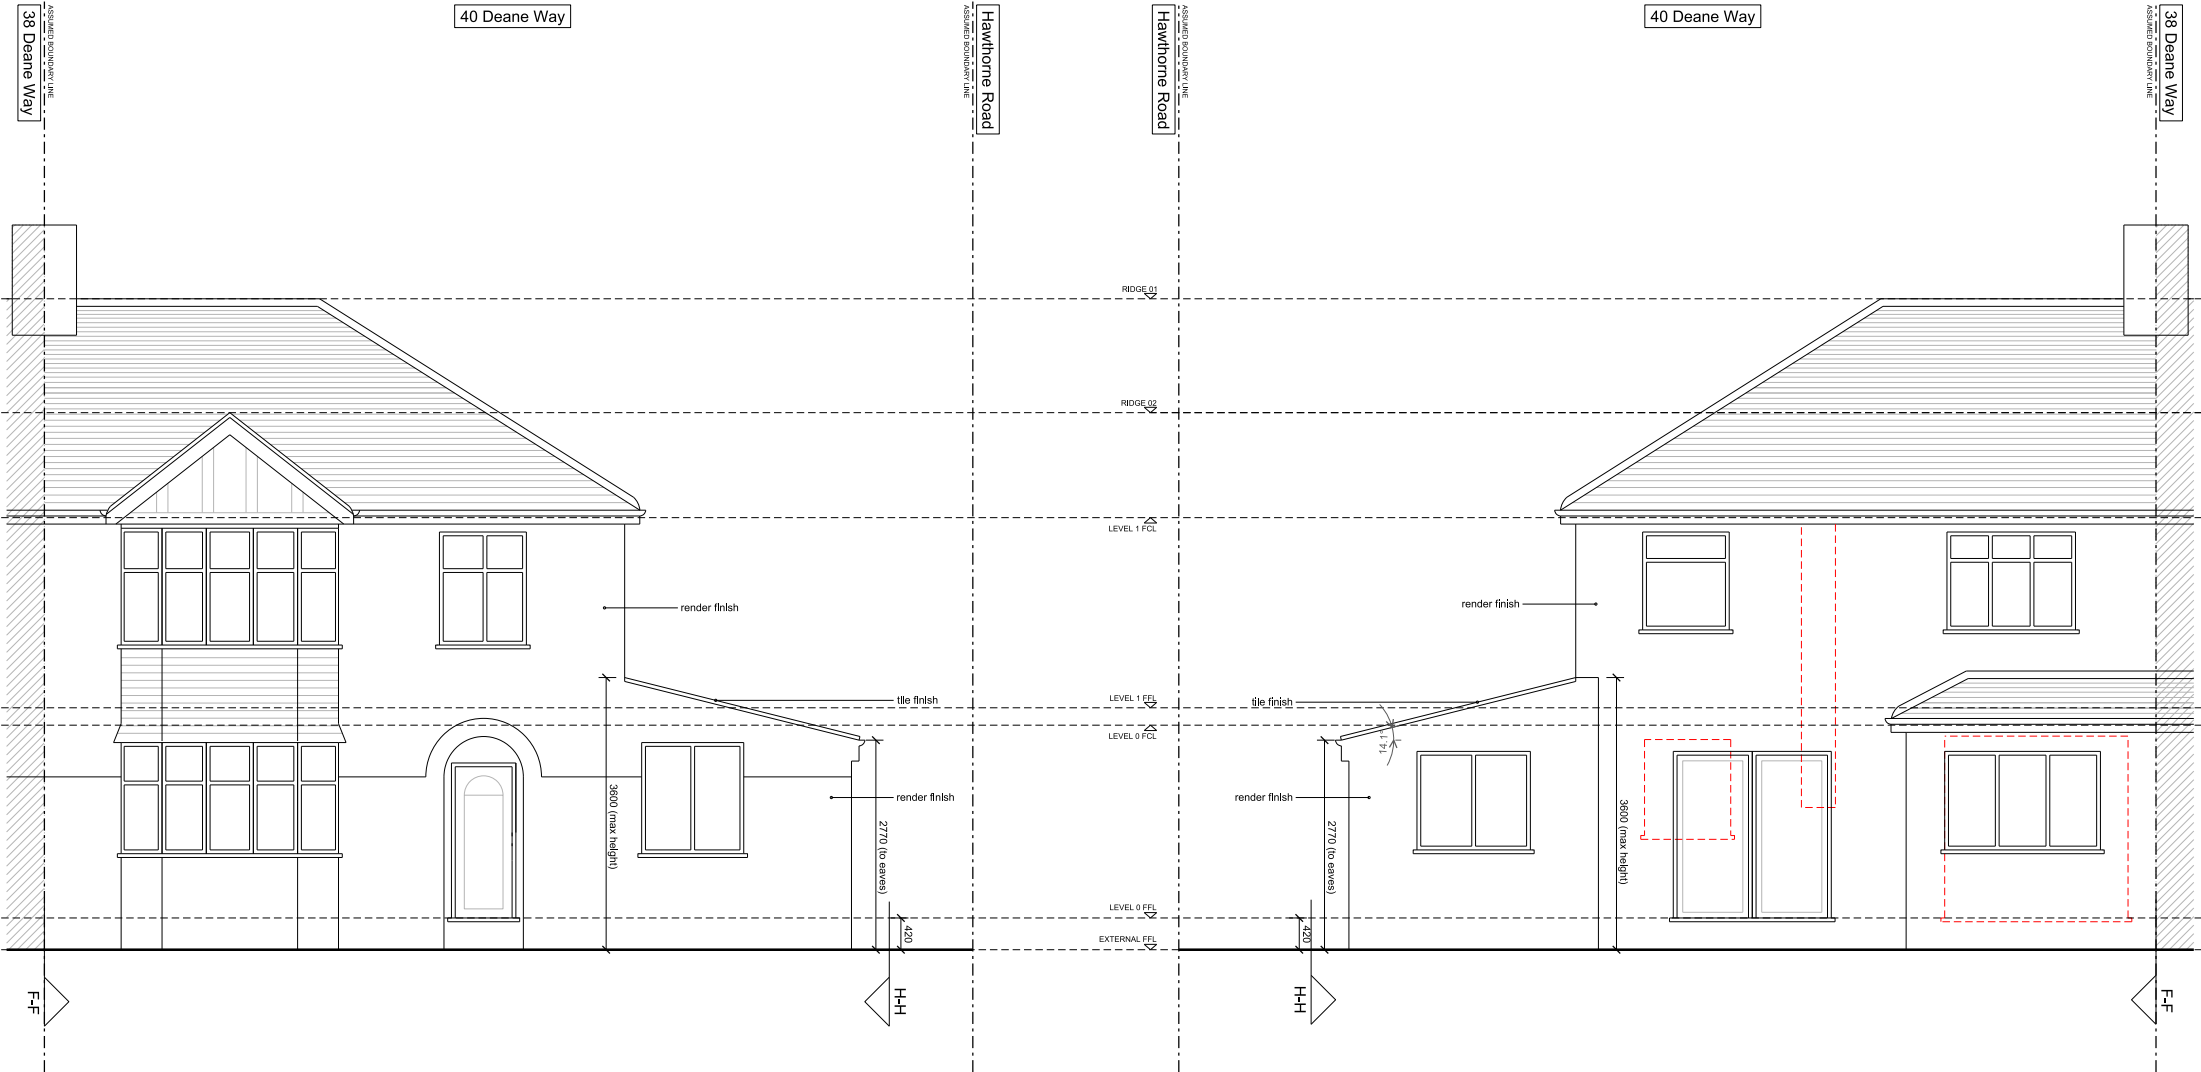 38 Deane Way
ASSUMED BOUNDARY LINE
40 Deane Way
ASSUMED BOUNDARY LINE
Hawthorne Road
Hawthorne Road
ASSUMED BOUNDARY LINE
40 Deane Way
ASSUMED BOUNDARY LINE
38 Deane Way
RIDGE 01
RIDGE 02
LEVEL 1 FCL
LEVEL 1 FFL
LEVEL 0 FCL
LEVEL 0 FFL
EXTERNAL FFL
render finish
tile finish
render finish
3600 (max height)
2770 (to eaves)
420
render finish
tile finish
14.1°
render finish
3600 (max height)
2770 (to eaves)
420
F-F
H-H
H-H
F-F